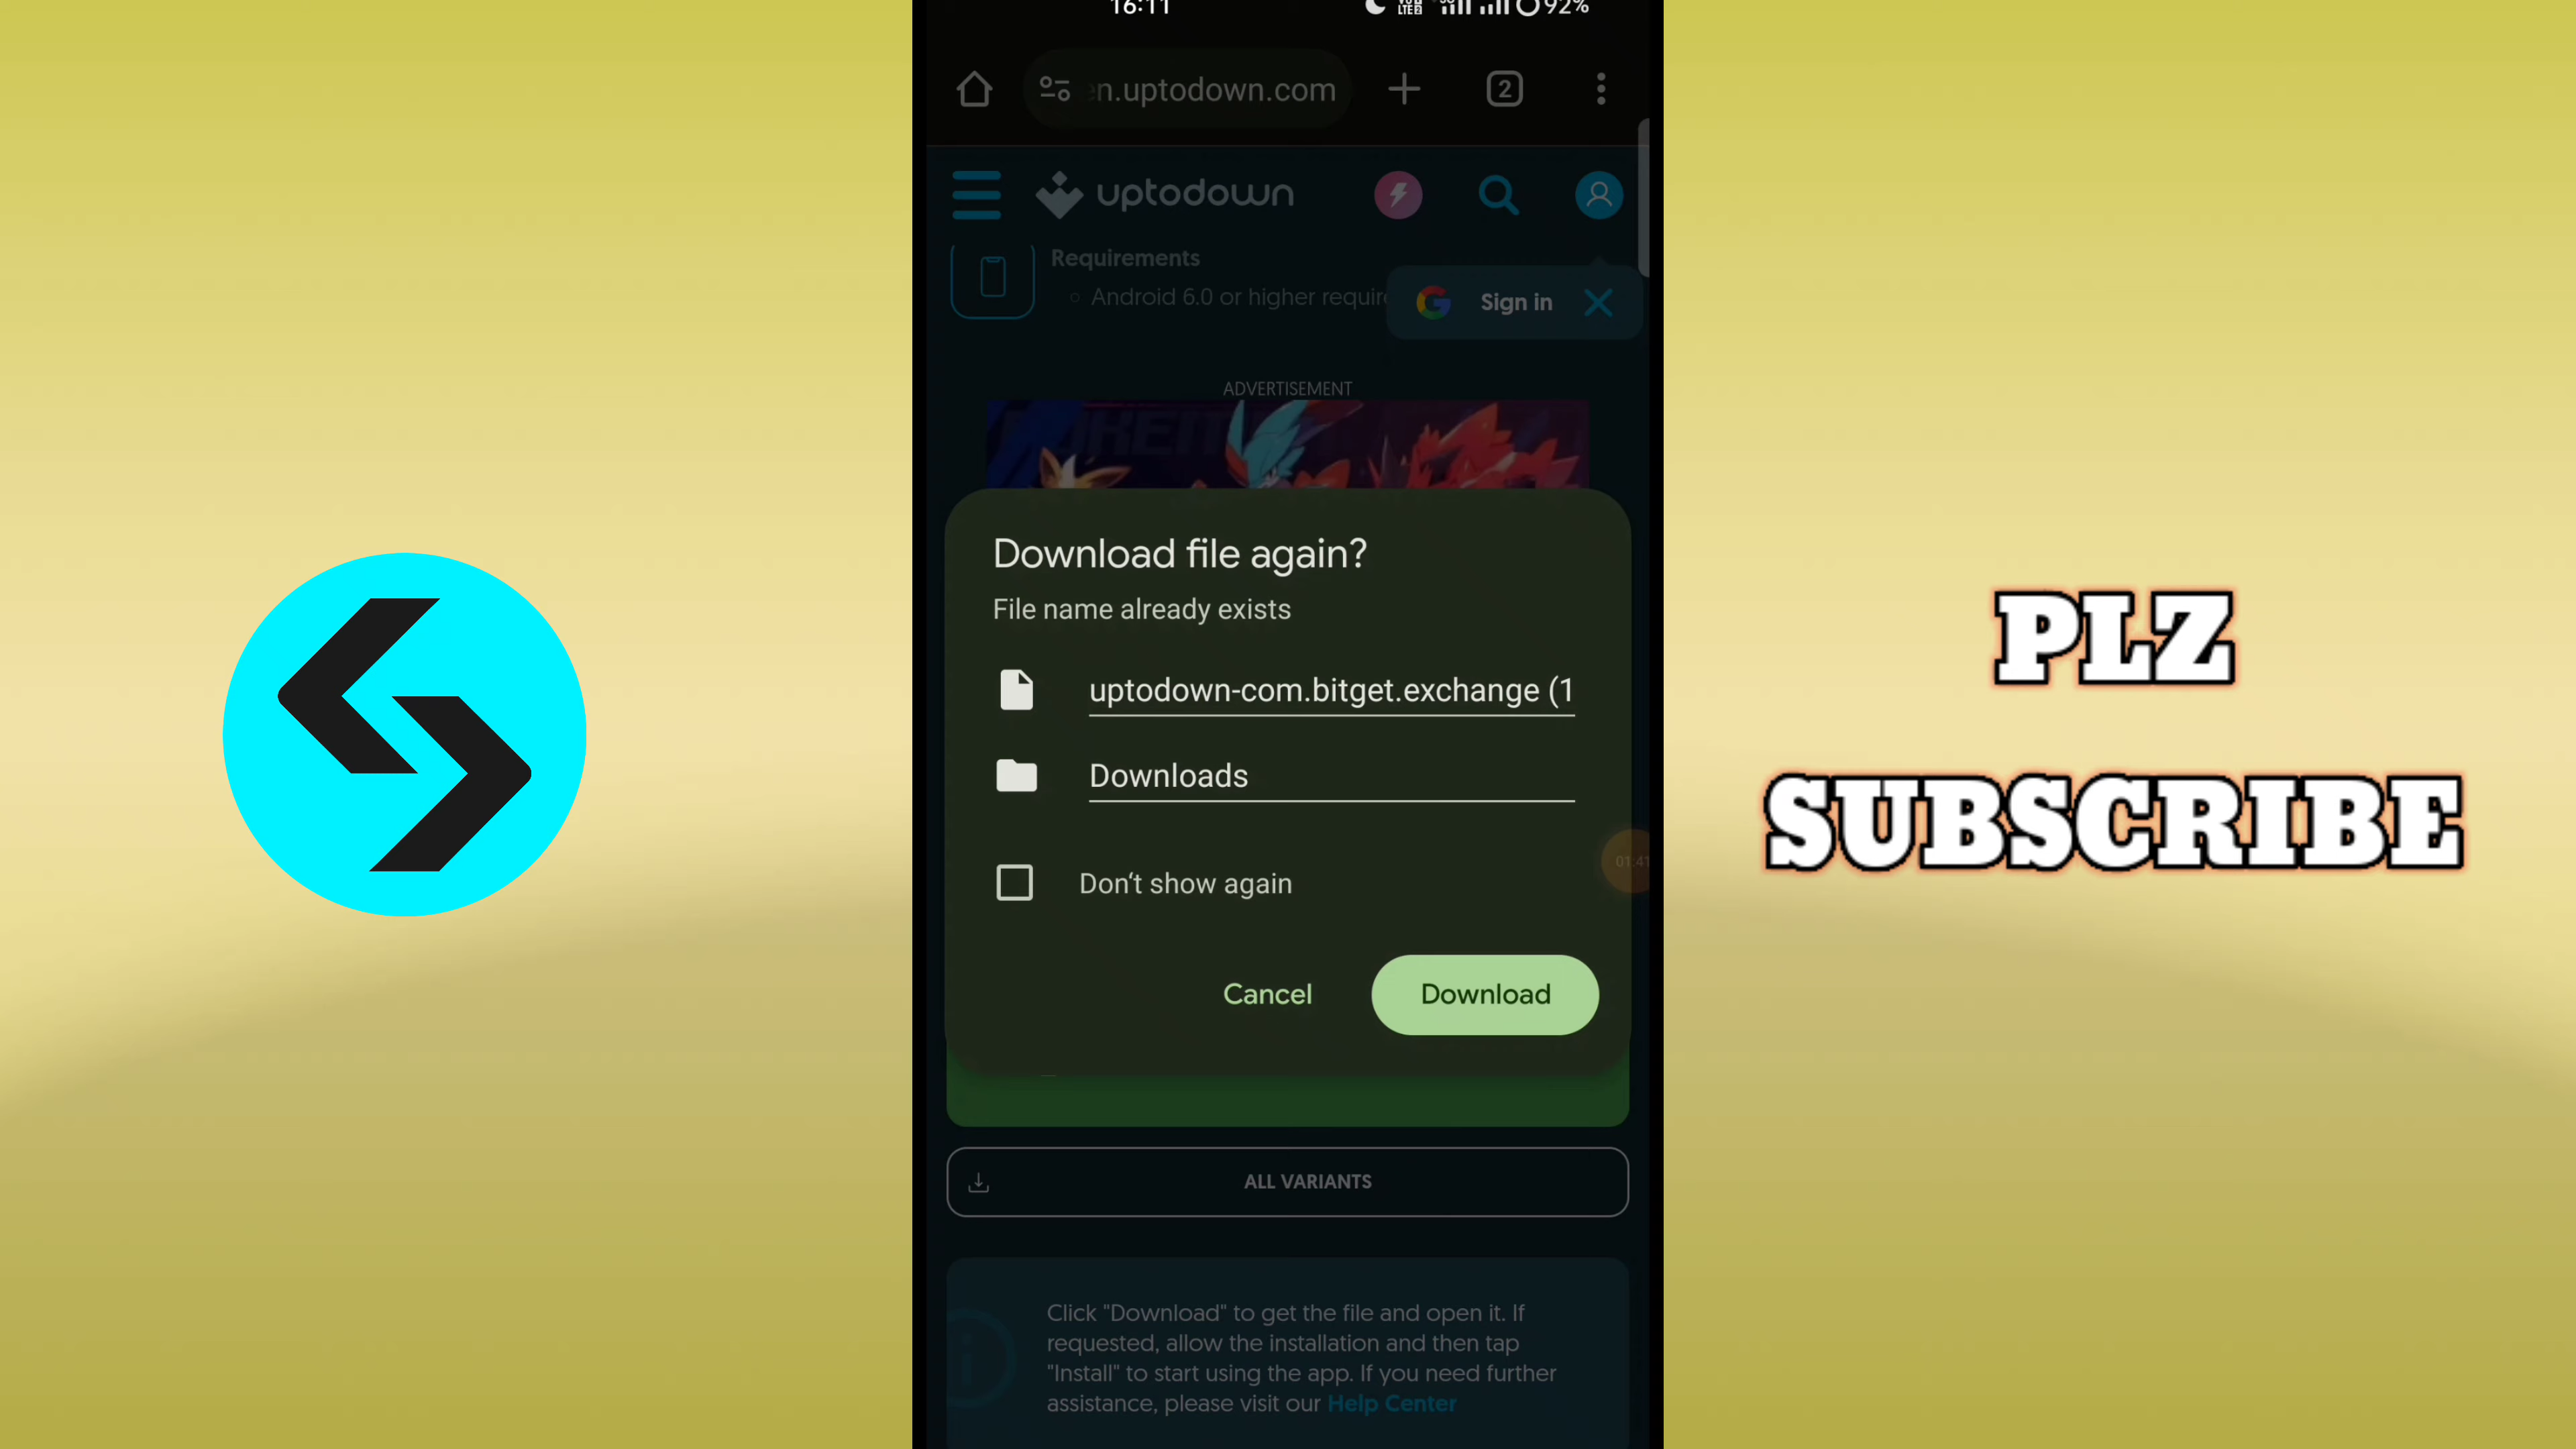 16:11
92%
n.uptodown.com
2
uptodown
Requirements
Android 6.0 or higher require
Sign in
ADVERTISEMENT
Download file again?
File name already exists
uptodown-com.bitget.exchange (1
Downloads
01:41
Don't show again
Cancel
Download
ALL VARIANTS
Click "Download" to get the file and open it. If
requested, allow the installation and then tap
"Install" to start using the app. If you need further
assistance, please visit our Help Center
PLZ
SUBSCRIBE